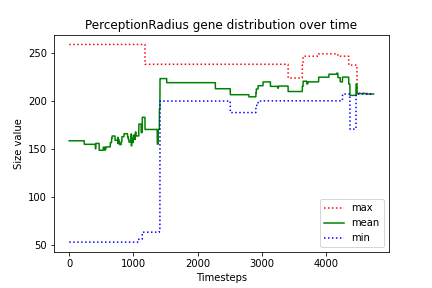 PerceptionRadius gene distribution over time
Size value
250
200
150
100
50
0
1000
2000
3000
4000
Timesteps
max
mean
min